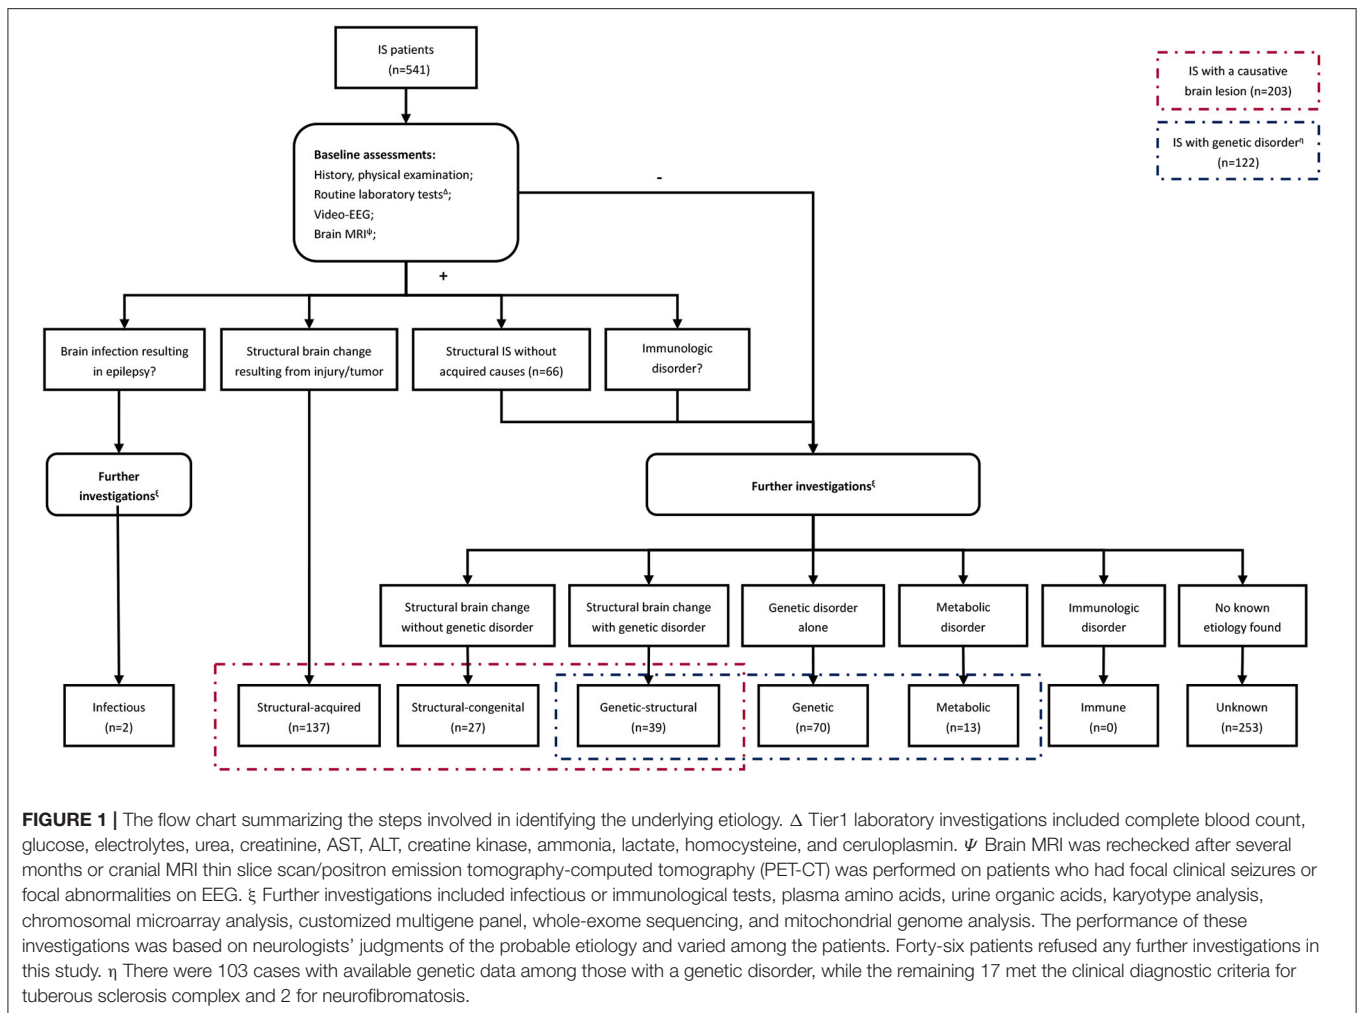 IS patients
(n=541)
IS with a causative
brain lesion (n=203)
IS with genetic disorderη
(n=122)
Baseline assessments:
History, physical examination;
Routine laboratory testsΔ;
Video-EEG;
Brain MRIψ;
-
+
Brain infection resulting
in epilepsy?
Structural brain change
resulting from injury/tumor
Structural IS without
acquired causes (n=66)
Immunologic
disorder?
Further
investigationsξ
Further investigationsξ
Structural brain change
without genetic disorder
Structural brain change
with genetic disorder
Genetic disorder
alone
Metabolic
disorder
Immunologic
disorder
No known
etiology found
Infectious
(n=2)
Structural-acquired
(n=137)
Structural-congenital
(n=27)
Genetic-structural
(n=39)
Genetic
(n=70)
Metabolic
(n=13)
Immune
(n=0)
Unknown
(n=253)
FIGURE 1 | The flow chart summarizing the steps involved in identifying the underlying etiology. Δ Tier1 laboratory investigations included complete blood count,
glucose, electrolytes, urea, creatinine, AST, ALT, creatine kinase, ammonia, lactate, homocysteine, and ceruloplasmin. Ψ Brain MRI was rechecked after several
months or cranial MRI thin slice scan/positron emission tomography-computed tomography (PET-CT) was performed on patients who had focal clinical seizures or
focal abnormalities on EEG. ξ Further investigations included infectious or immunological tests, plasma amino acids, urine organic acids, karyotype analysis,
chromosomal microarray analysis, customized multigene panel, whole-exome sequencing, and mitochondrial genome analysis. The performance of these
investigations was based on neurologists' judgments of the probable etiology and varied among the patients. Forty-six patients refused any further investigations in
this study. η There were 103 cases with available genetic data among those with a genetic disorder, while the remaining 17 met the clinical diagnostic criteria for
tuberous sclerosis complex and 2 for neurofibromatosis.